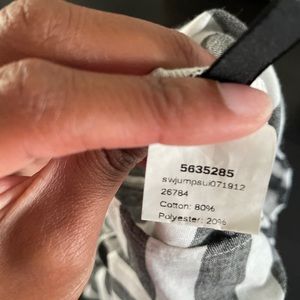 5635285
swjumpsui071912
26784
Cotton: 80%
Polyester: 20%